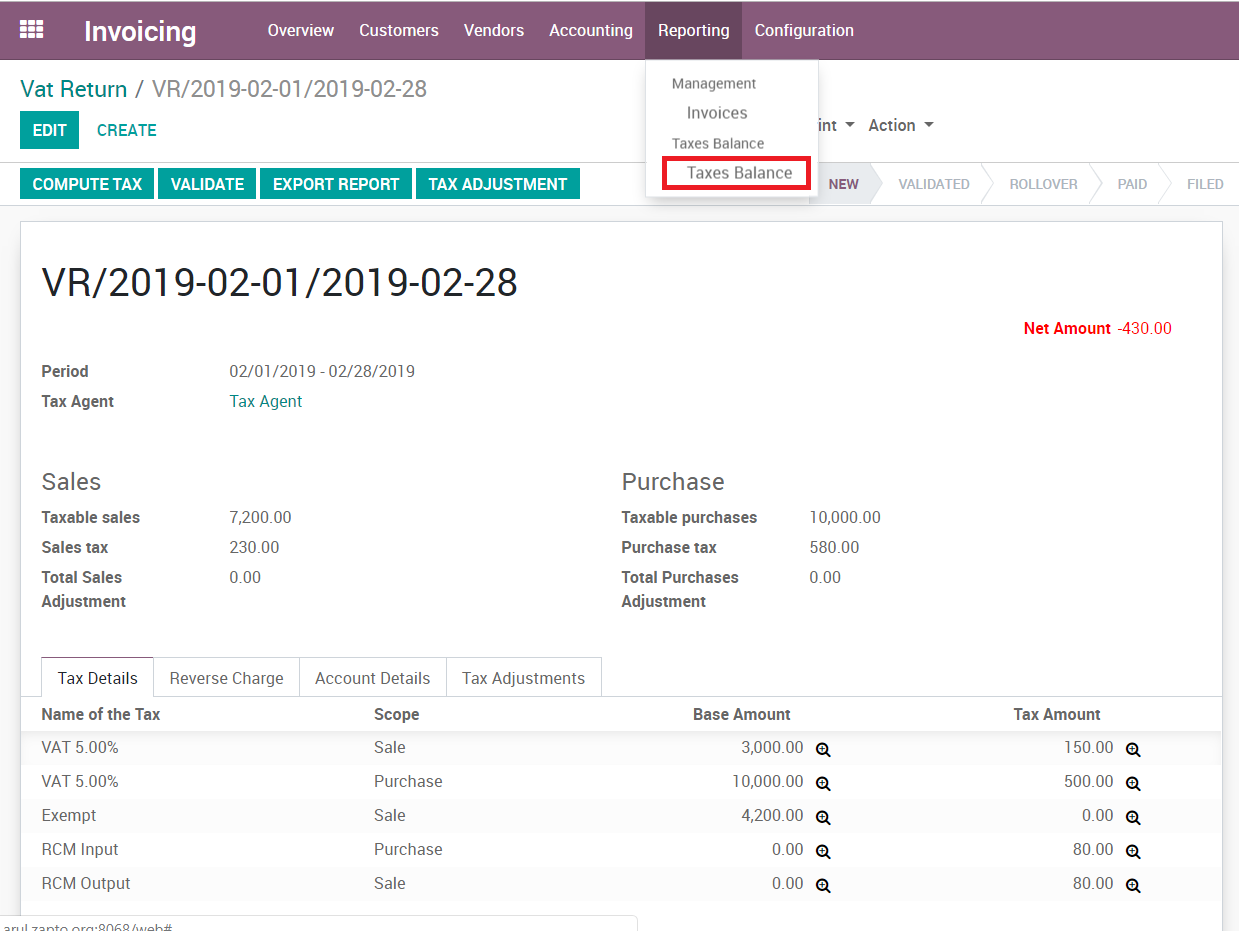 Invoicing Overview Customers Vendors Accounting Reporting Configuration
Vat Return / VR/2019-02-01/2019-02-28
Management
Invoices
Taxes Balance
Taxes Balance
EDIT CREATE
int Action
COMPUTE TAX VALIDATE EXPORT REPORT TAX ADJUSTMENT
NEW VALIDATED ROLLOVER PAID FILED
VR/2019-02-01/2019-02-28
Net Amount -430.00
Period 02/01/2019 - 02/28/2019
Tax Agent Tax Agent
Sales
Taxable sales 7,200.00
Sales tax 230.00
Total Sales 0.00
Adjustment
Purchase
Taxable purchases 10,000.00
Purchase tax 580.00
Total Purchases 0.00
Adjustment
Tax Details Reverse Charge Account Details Tax Adjustments
Name of the Tax Scope Base Amount Tax Amount
VAT 5.00% Sale 3,000.00 150.00
VAT 5.00% Purchase 10,000.00 500.00
Exempt Sale 4,200.00 0.00
RCM Input Purchase 0.00 80.00
RCM Output Sale 0.00 80.00
arul.zapto.org:8068/web#